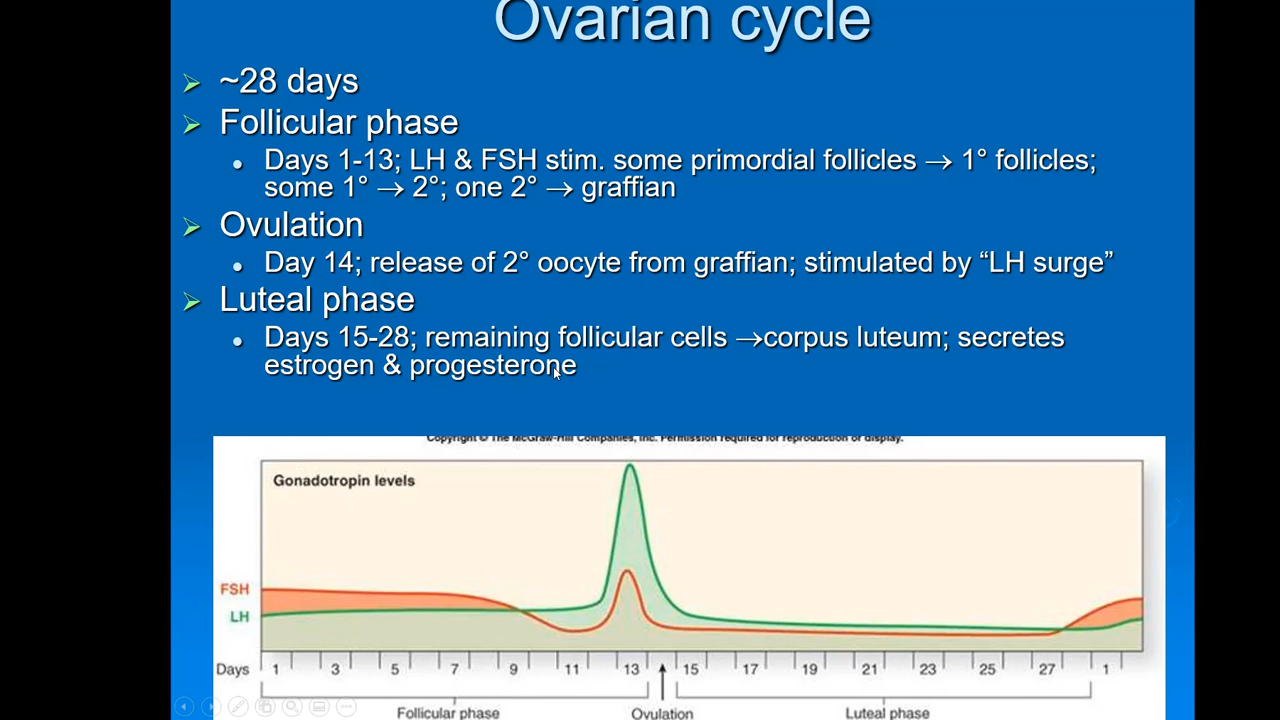 Ovarian cycle
~28 days
Follicular phase
Days 1-13; LH & FSH stim. some primordial follicles → 1° follicles;
some 1° → 2°; one 2° → graffian
Ovulation
Day 14; release of 2° oocyte from graffian; stimulated by “LH surge”
Luteal phase
Days 15-28; remaining follicular cells →corpus luteum; secretes
estrogen & progesterone
Copyright © The McGraw-Hill Companies, Inc. Permission required for reproduction or display.
Gonadotropin levels
FSH
LH
Days 1 3 5 7 9 11 13 15 17 19 21 23 25 27 1
Follicular phase Ovulation Luteal phase